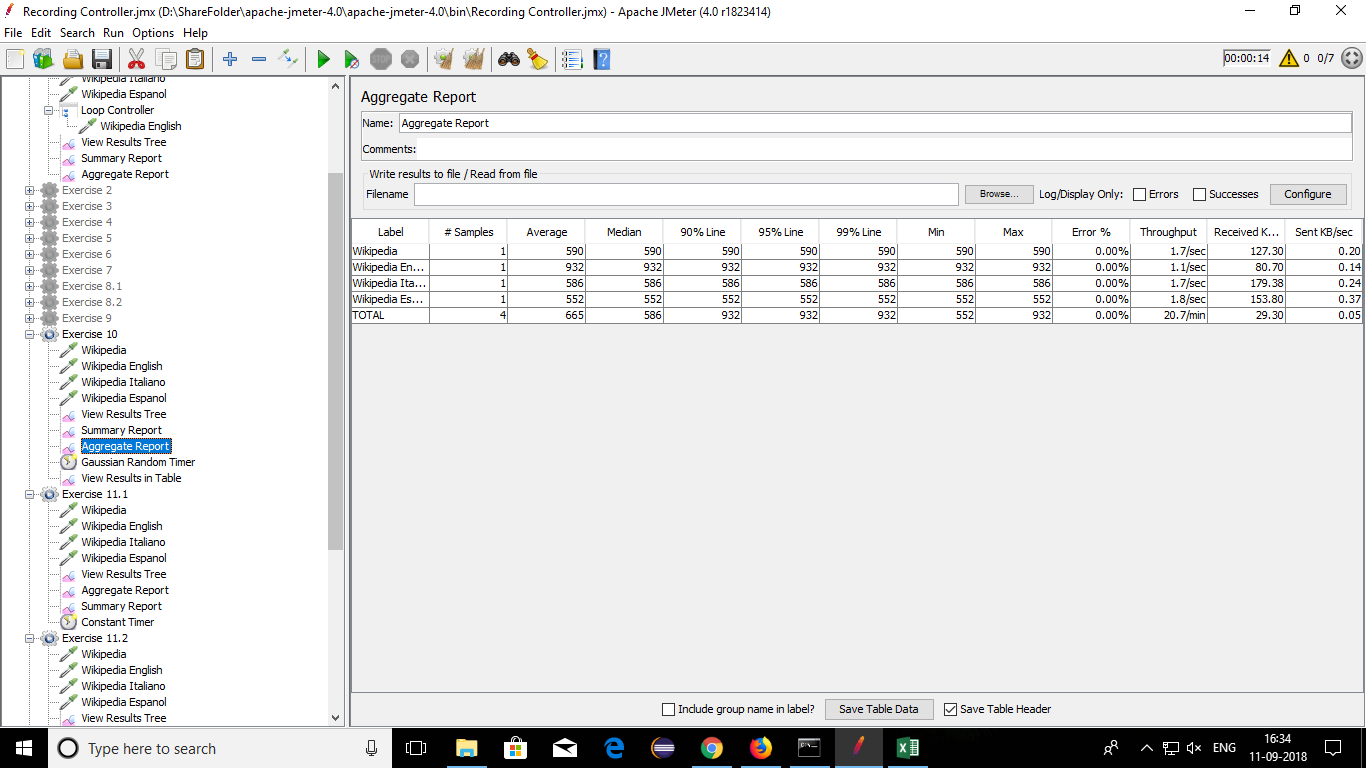 Recording Controller.jmx (D:\ShareFolder\apache-jmeter-4.0\apache-jmeter-4.0\bin\Recording Controller.jmx) - Apache JMeter (4.0 r1823414)
File Edit Search Run Options Help
STOP
00:00:14 0 0/7
Wikipedia Italiano
Wikipedia Espanol
Loop Controller
Wikipedia English
View Results Tree
Summary Report
Aggregate Report
Exercise 2
Exercise 3
Exercise 4
Exercise 5
Exercise 6
Exercise 7
Exercise 8.1
Exercise 8.2
Exercise 9
Exercise 10
Wikipedia
Wikipedia English
Wikipedia Italiano
Wikipedia Espanol
View Results Tree
Summary Report
Aggregate Report
Gaussian Random Timer
View Results in Table
Exercise 11.1
Wikipedia
Wikipedia English
Wikipedia Italiano
Wikipedia Espanol
View Results Tree
Aggregate Report
Summary Report
Constant Timer
Exercise 11.2
Wikipedia
Wikipedia English
Wikipedia Italiano
Wikipedia Espanol
View Results Tree
Aggregate Report
Name: Aggregate Report
Comments:
Write results to file / Read from file
Filename Browse... Log/Display Only: Errors Successes Configure
Label # Samples Average Median 90% Line 95% Line 99% Line Min Max Error % Throughput Received K... Sent KB/sec
Wikipedia 1 590 590 590 590 590 590 590 0.00% 1.7/sec 127.30 0.20
Wikipedia En... 1 932 932 932 932 932 932 932 0.00% 1.1/sec 80.70 0.14
Wikipedia Ita... 1 586 586 586 586 586 586 586 0.00% 1.7/sec 179.38 0.24
Wikipedia Es... 1 552 552 552 552 552 552 552 0.00% 1.8/sec 153.80 0.37
TOTAL 4 665 586 932 932 932 552 932 0.00% 20.7/min 29.30 0.05
Include group name in label? Save Table Data Save Table Header
Type here to search
ENG
16:34
11-09-2018